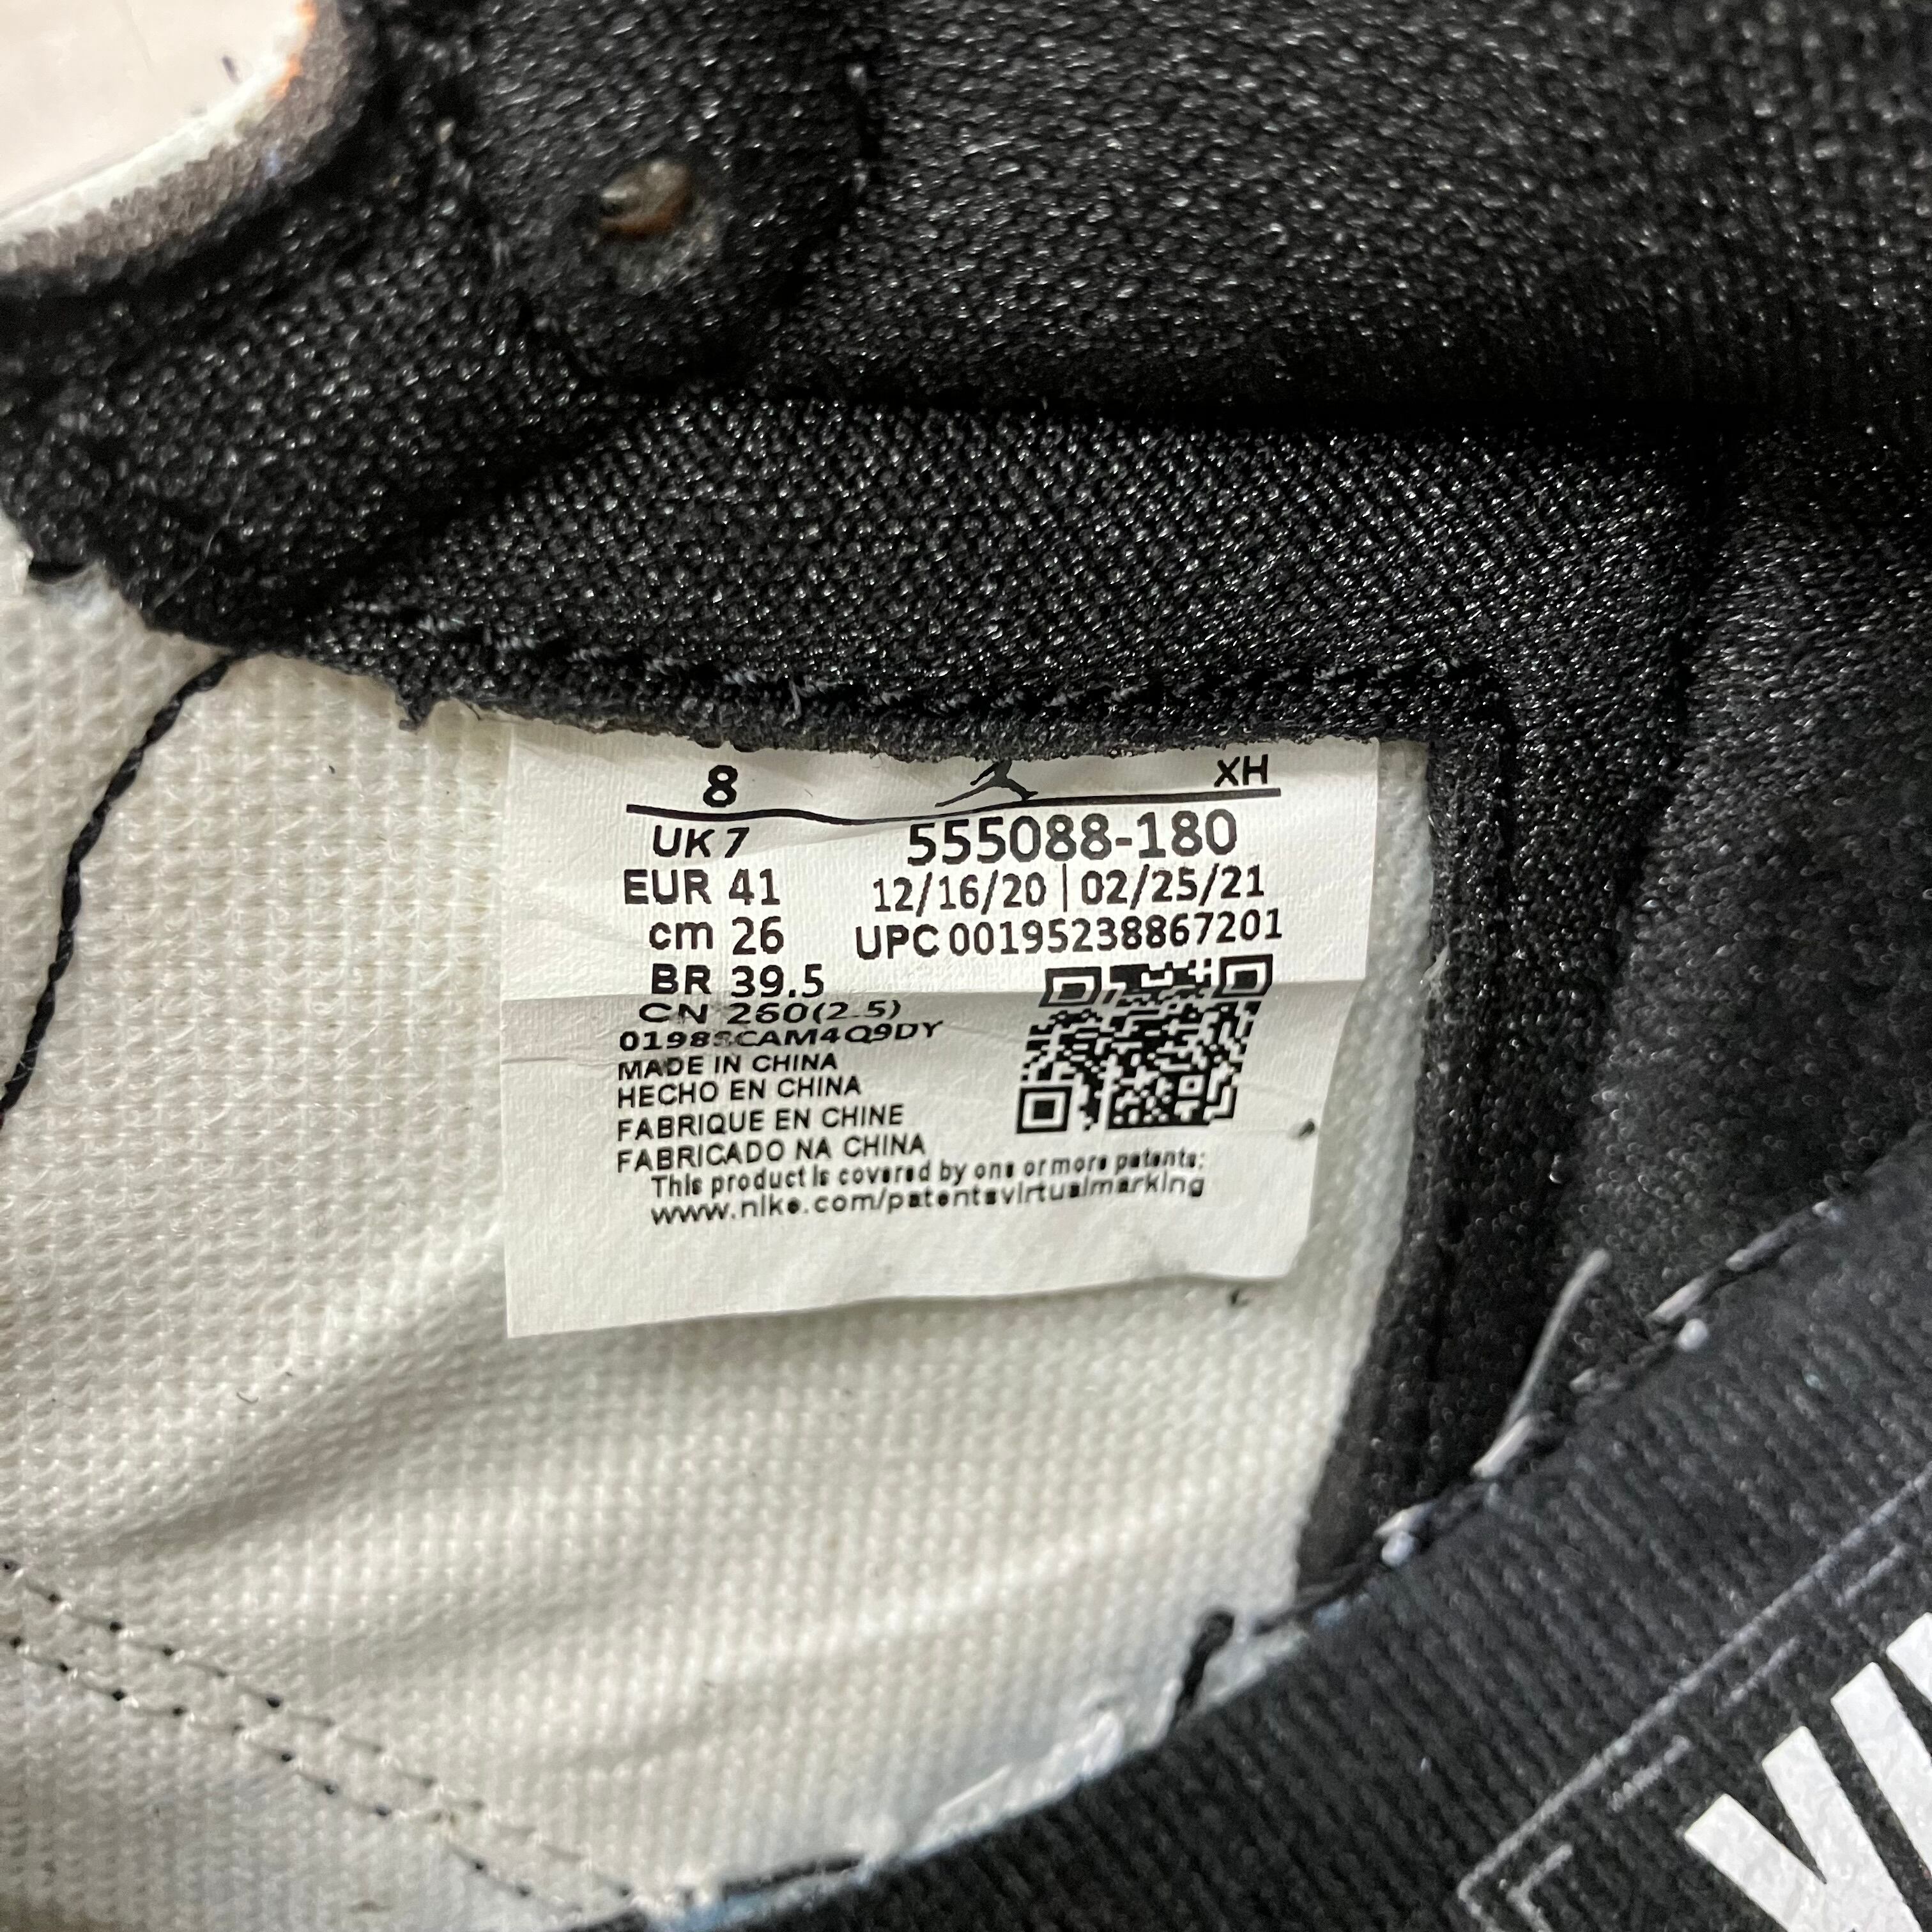 8 XH
UK 7 555088-180
EUR 41 12/16/20 | 02/25/21
cm 26 UPC 00195238867201
BR 39.5
CN 260(2.5)
MADE IN CHINA
HECHO EN CHINA
FABRIQUE EN CHINE
FABRICADO NA CHINA
This product is covered by one or more patents:
www.nike.com/patentsvirtualmarking